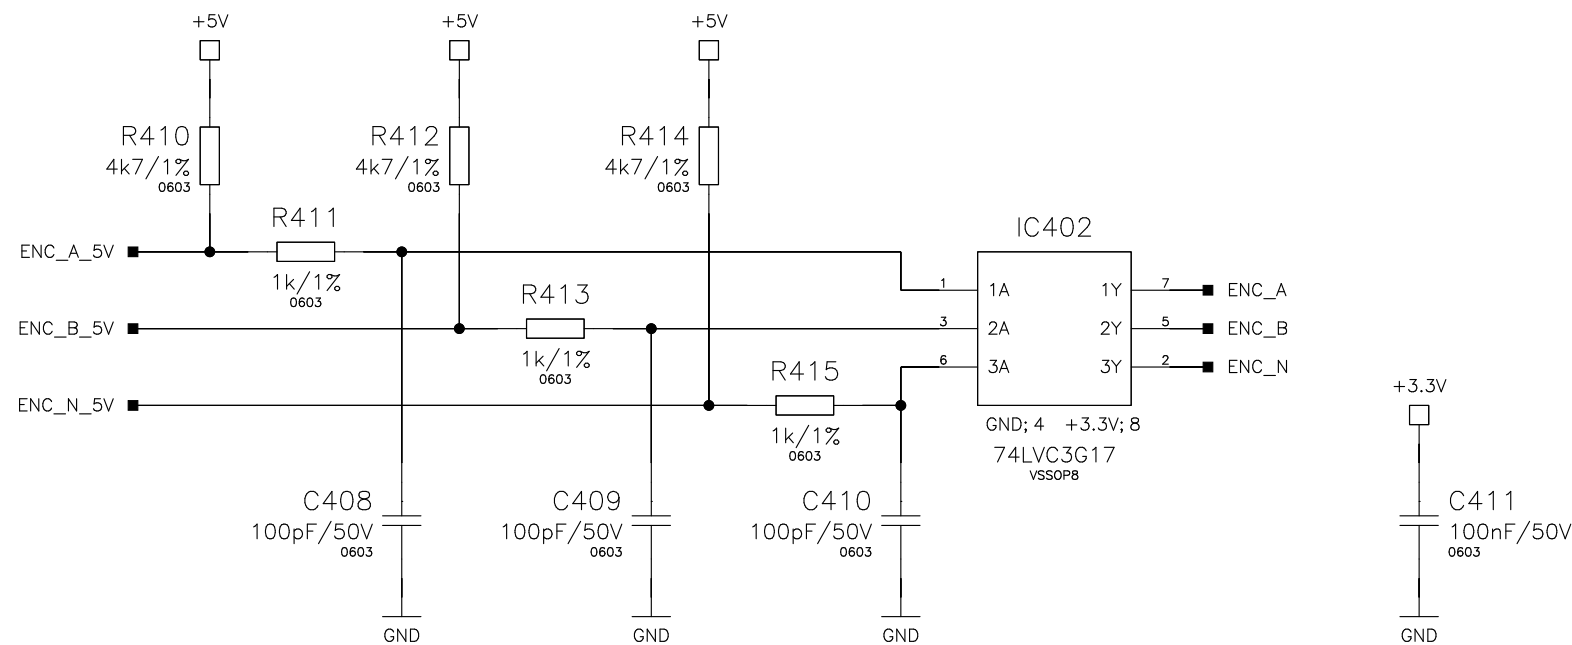 +5V
+5V
+5V
R410
4k7/1%
0603
R412
4k7/1%
0603
R414
4k7/1%
0603
ENC_A_5V
R411
1k/1%
0603
ENC_B_5V
R413
1k/1%
0603
ENC_N_5V
R415
1k/1%
0603
IC402
1 1A 1Y 7 ENC_A
3 2A 2Y 5 ENC_B
6 3A 3Y 2 ENC_N
GND; 4 +3.3V; 8
74LVC3G17
VSSOP8
+3.3V
C408
100pF/50V
0603
C409
100pF/50V
0603
C410
100pF/50V
0603
C411
100nF/50V
0603
GND
GND
GND
GND